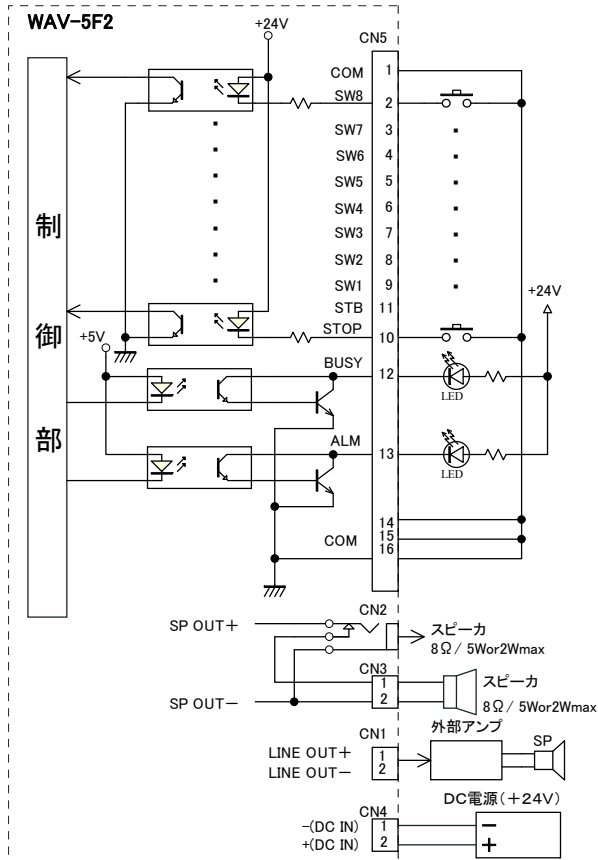 WAV-5F2
+24V
CN5
COM 1
SW8 2
SW7 3
SW6 4
SW5 5
SW4 6
SW3 7
SW2 8
SW1 9
STB 11
STOP 10
+24V
制御部
+5V
BUSY 12
LED
ALM 13
LED
14
COM 15
16
CN2
SP OUT+
スピーカ
8Ω/ 5Wor2Wmax
CN3
1
2
SP OUT−
スピーカ
8Ω/ 5Wor2Wmax
CN1
外部アンプ
SP
LINE OUT+ 1
LINE OUT− 2
DC電源(+24V)
CN4
-(DC IN) 1 −
+(DC IN) 2 +